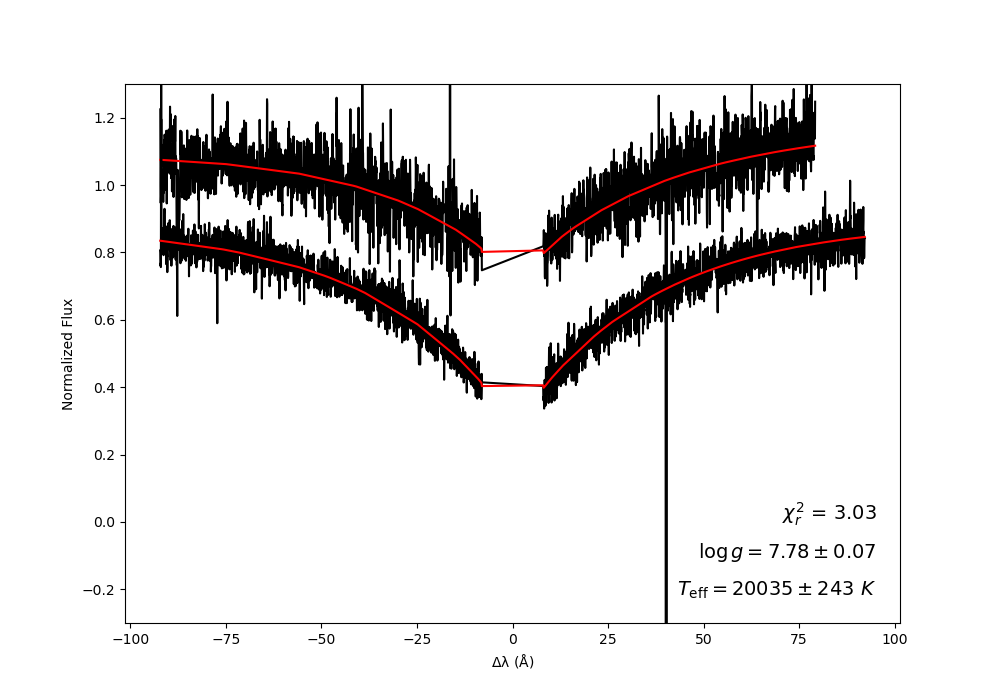 1.2
1.0
0.8
0.6
0.4
0.2
0.0
−0.2
Normalized Flux
χ²ᵣ = 3.03
log g = 7.78 ± 0.07
T_eff = 20035 ± 243 K
−100 −75 −50 −25 0 25 50 75 100
Δλ (Å)